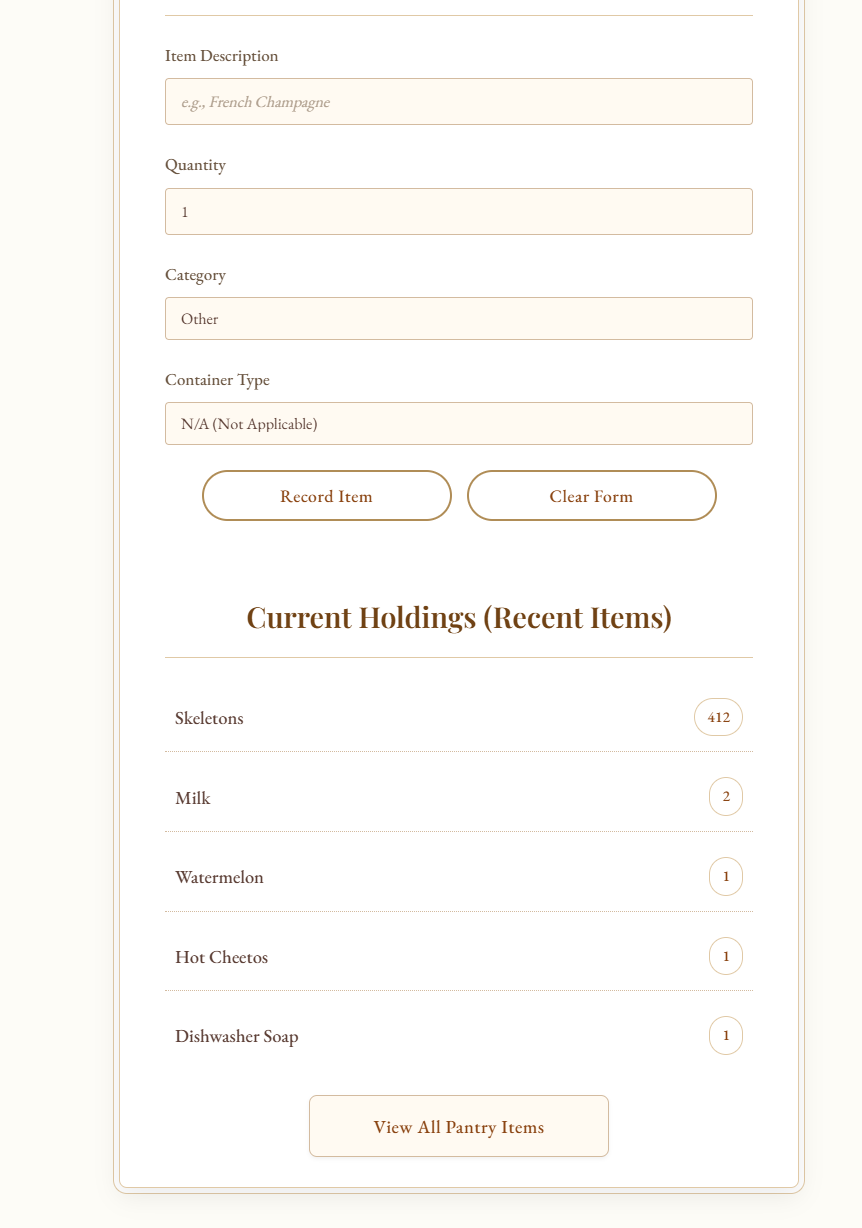 Item Description
e.g., French Champagne
Quantity
1
Category
Other
Container Type
N/A (Not Applicable)
Record Item Clear Form
Current Holdings (Recent Items)
Skeletons 412
Milk 2
Watermelon 1
Hot Cheetos 1
Dishwasher Soap 1
View All Pantry Items